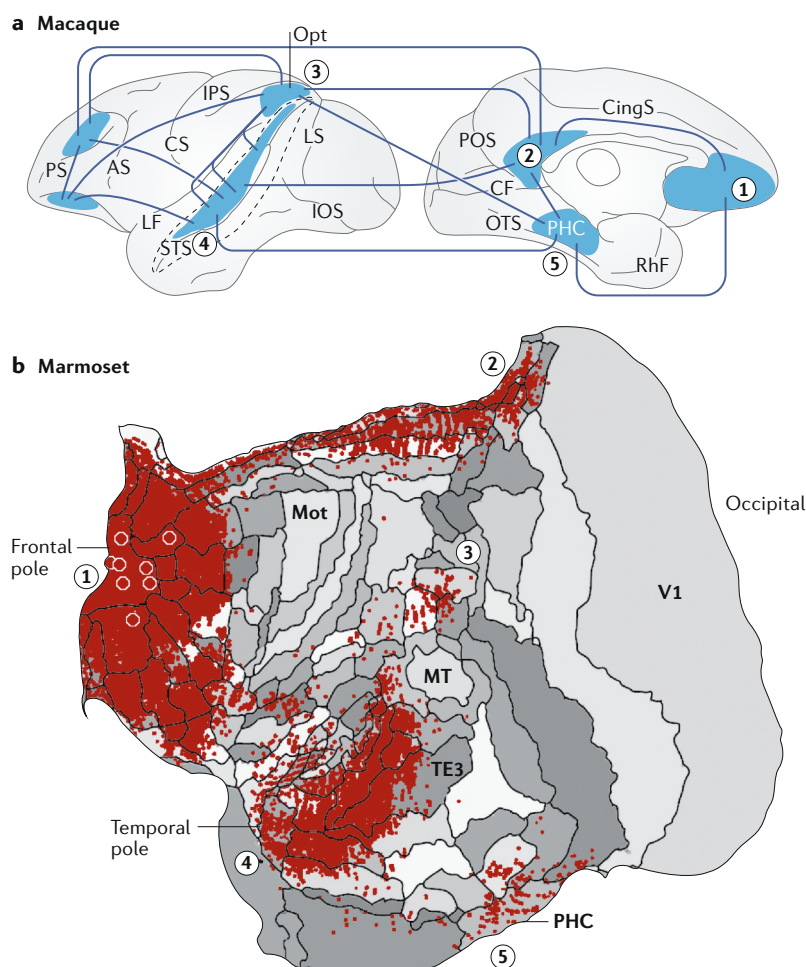 a Macaque
Opt
3
IPS
CingS
POS
CS
LS
2
PS
AS
1
CF
LF
IOS
OTS
PHC
STS
4
5
RhF
b Marmoset
2
Mot
Occipital
Frontal
pole
3
1
V1
MT
TE3
Temporal
pole
4
PHC
5